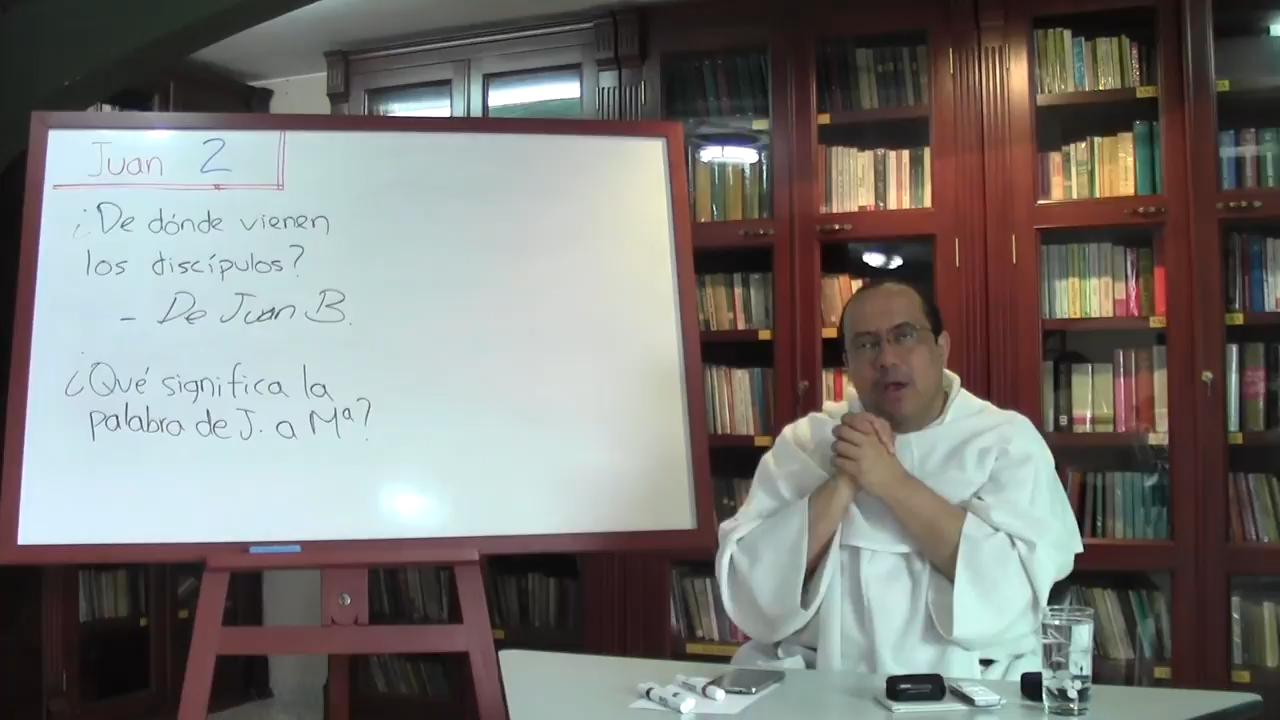 Juan 2
¿De dónde vienen
los discípulos?
- De Juan B.
¿Qué significa la
palabra de J. a Mª?